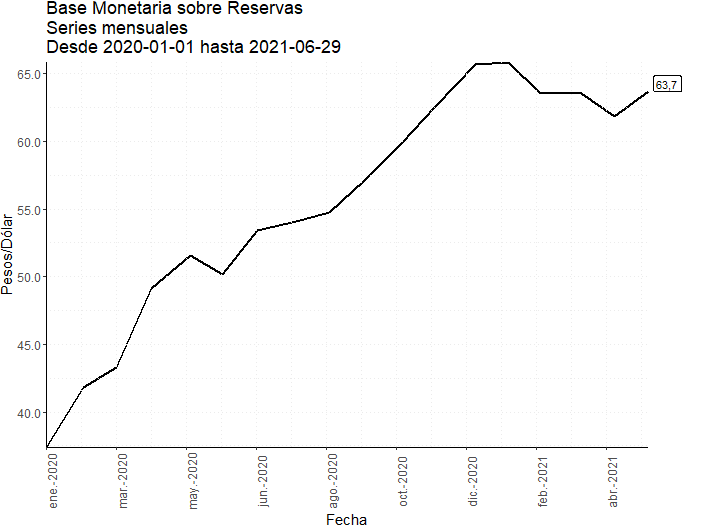 Base Monetaria sobre Reservas
Series mensuales
Desde 2020-01-01 hasta 2021-06-29
65.0
60.0
55.0
50.0
45.0
40.0
Pesos/Dólar
63,7
ene.-2020
mar.-2020
may.-2020
jun.-2020
ago.-2020
oct.-2020
dic.-2020
feb.-2021
abr.-2021
Fecha